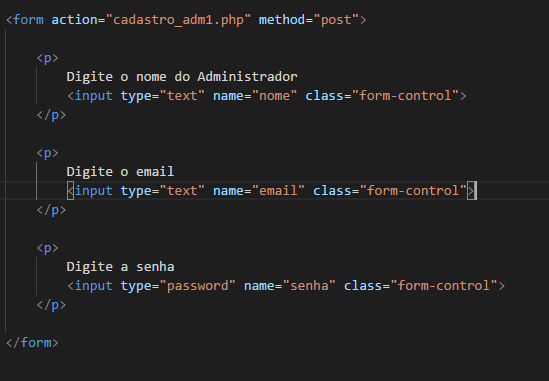 <form action="cadastro_adm1.php" method="post">
<p>
Digite o nome do Administrador
<input type="text" name="nome" class="form-control">
</p>
<p>
Digite o email
<input type="text" name="email" class="form-control">
</p>
<p>
Digite a senha
<input type="password" name="senha" class="form-control">
</p>
</form>